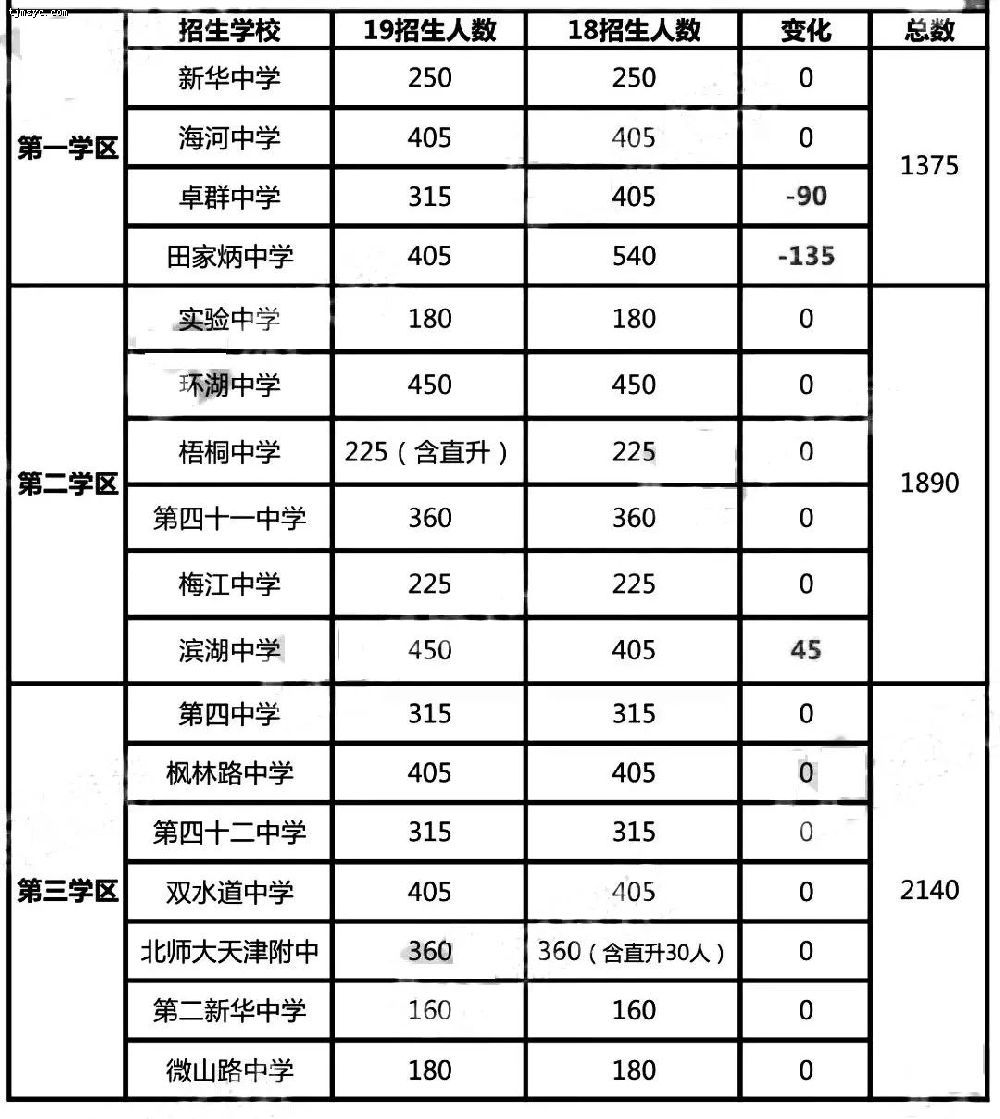 tjmsyc.com
招生学校 19招生人数 18招生人数 变化 总数
第一学区 新华中学 250 250 0 1375
海河中学 405 405 0
卓群中学 315 405 -90
田家炳中学 405 540 -135
第二学区 实验中学 180 180 0 1890
环湖中学 450 450 0
梧桐中学 225（含直升） 225 0
第四十一中学 360 360 0
梅江中学 225 225 0
滨湖中学 450 405 45
第三学区 第四中学 315 315 0 2140
枫林路中学 405 405 0
第四十二中学 315 315 0
双水道中学 405 405 0
北师大天津附中 360 360（含直升30人） 0
第二新华中学 160 160 0
微山路中学 180 180 0